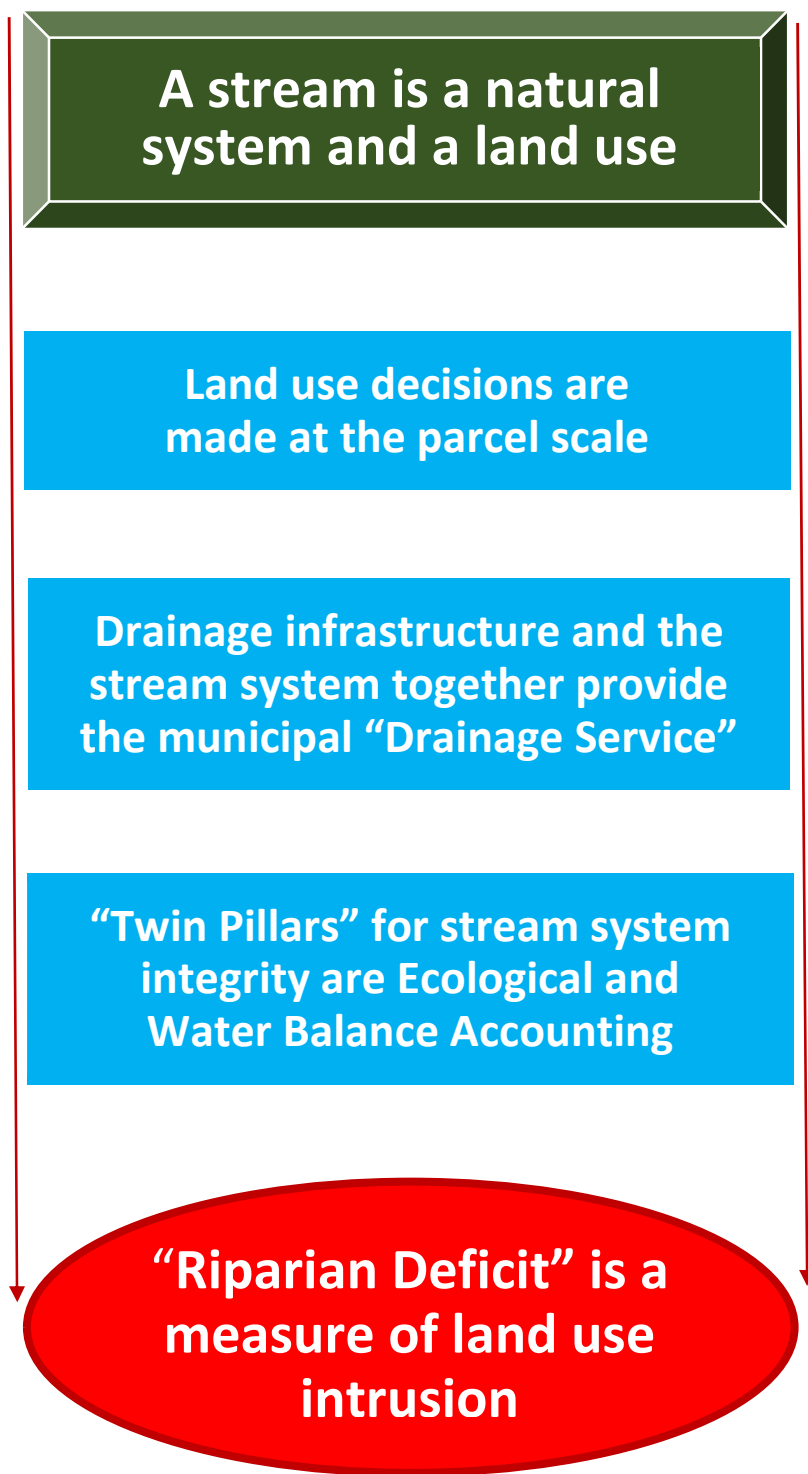 A stream is a natural
system and a land use
Land use decisions are
made at the parcel scale
Drainage infrastructure and the
stream system together provide
the municipal “Drainage Service”
“Twin Pillars” for stream system
integrity are Ecological and
Water Balance Accounting
“Riparian Deficit” is a
measure of land use
intrusion